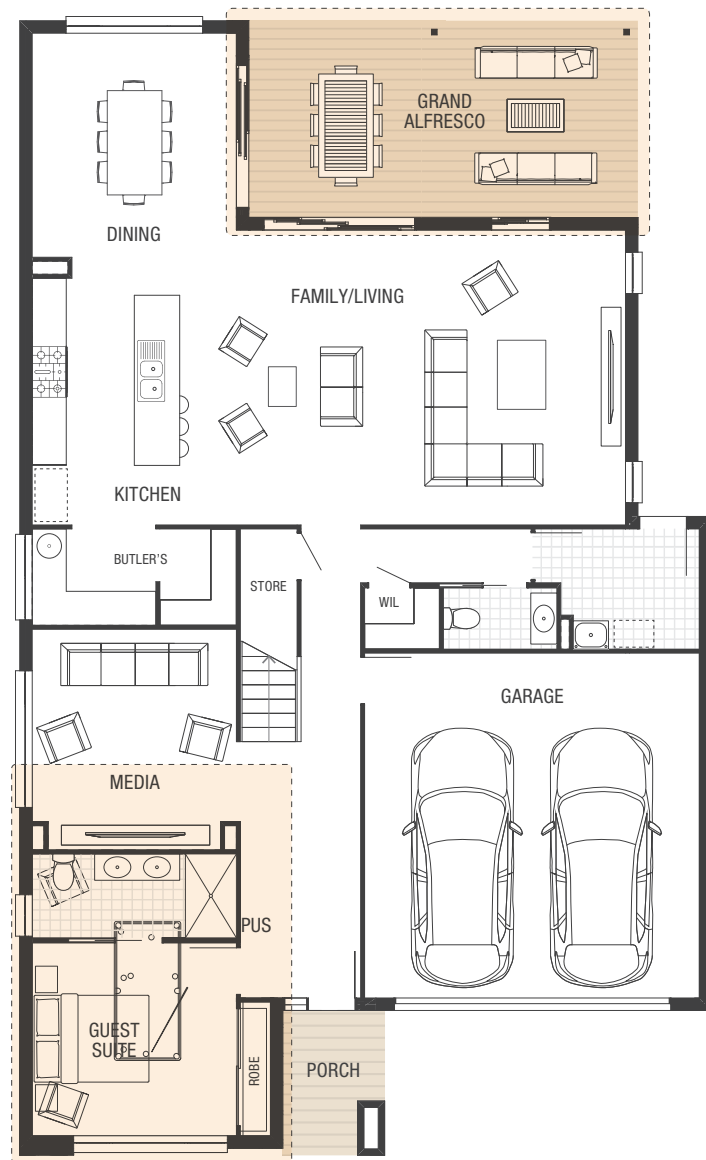 GRAND
ALFRESCO
DINING
FAMILY/LIVING
KITCHEN
BUTLER'S
STORE
WIL
GARAGE
MEDIA
PUS
GUEST
SUITE
ROBE
PORCH